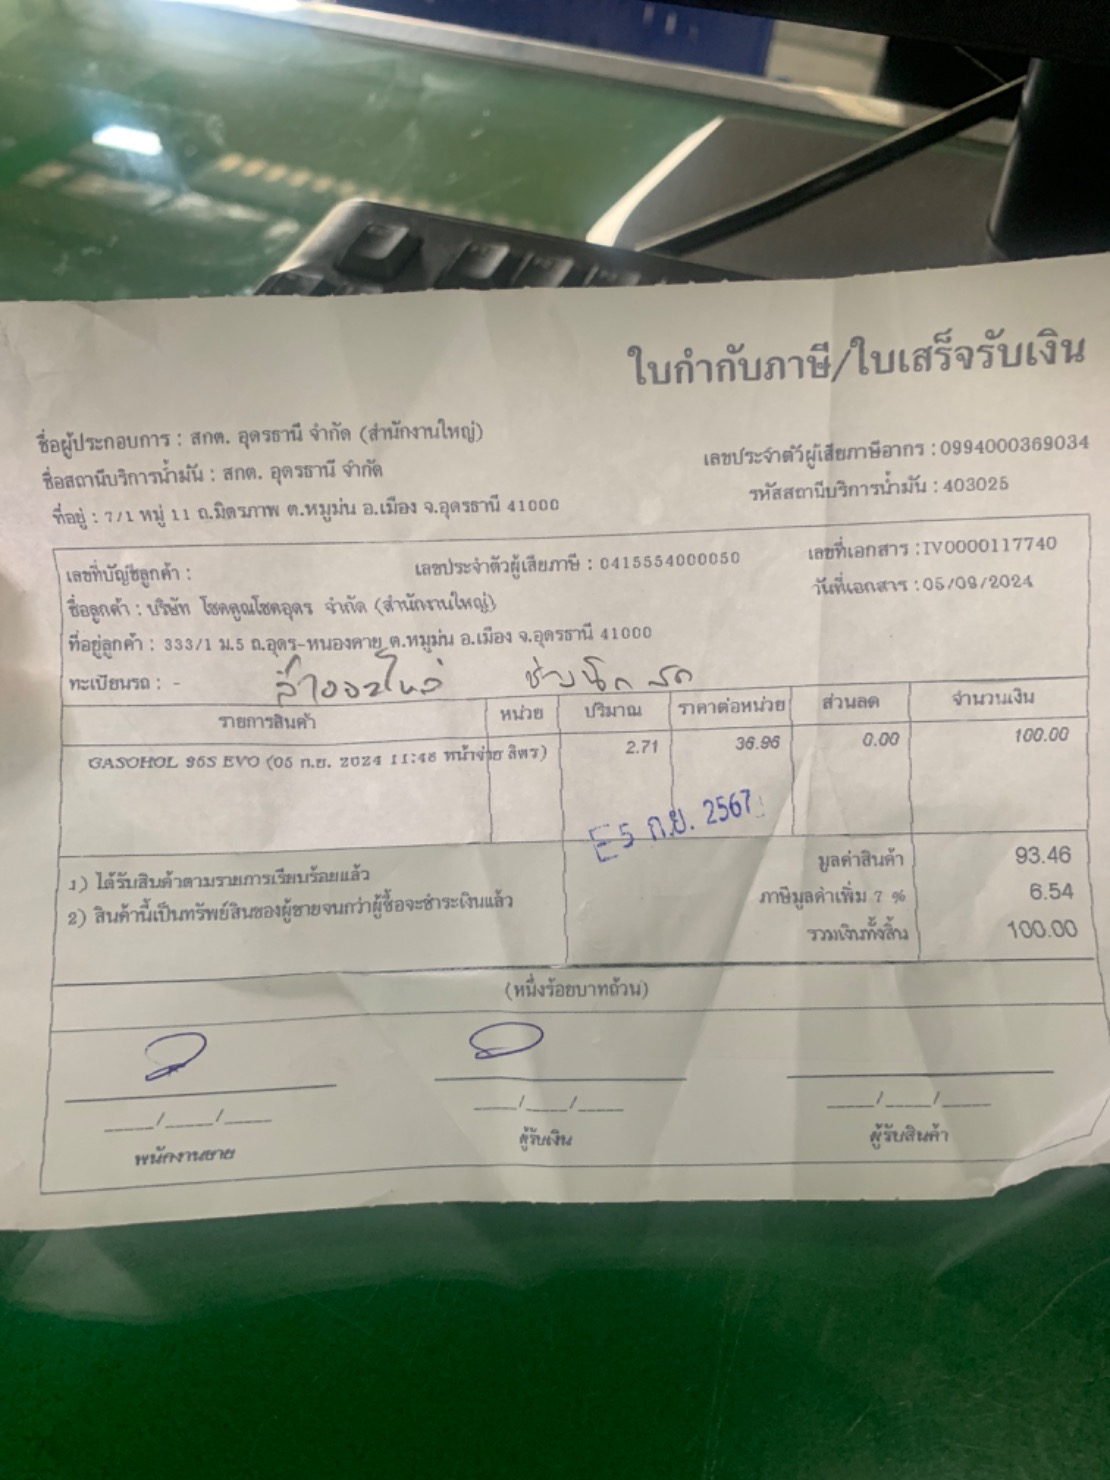 ใบกำกับภาษี/ใบเสร็จรับเงิน
ชื่อผู้ประกอบการ : สกต. อุดรธานี จำกัด (สำนักงานใหญ่)
เลขประจำตัวผู้เสียภาษีอากร :0994000369034
ชื่อสถานีบริการน้ำมัน : สกต. อุดรธานี จำกัด
รหัสสถานีบริการน้ำมัน : 403025
ที่อยู่ : 7/1 หมู่ 11 ถ.มิตรภาพ ต.หมูม่น อ.เมือง จ.อุดรธานี 41000
เลขที่บัญชีลูกค้า : เลขประจำตัวผู้เสียภาษี : 0415554000050 เลขที่เอกสาร :IV0000117740
ชื่อลูกค้า : บริษัท โชคคูณโชคอุดร จำกัด (สำนักงานใหญ่) วันที่เอกสาร :05/09/2024
ที่อยู่ลูกค้า : 333/1 ม.5 ถ.อุดร-หนองคาย ต.หมูม่น อ.เมือง จ.อุดรธานี 41000
ทะเบียนรถ : - ล้างอะไหล่
รายการสินค้า หน่วย ปริมาณ ราคาต่อหน่วย ส่วนลด จำนวนเงิน
GASOHOL 95S EVO (05 ก.ย. 2024 11:46 หน้าจ่าย ลิตร) 2.71 36.96 0.00 100.00
5 ก.ย. 2567
1) ได้รับสินค้าตามรายการเรียบร้อยแล้ว มูลค่าสินค้า 93.46
2) สินค้านี้เป็นทรัพย์สินของผู้ขายจนกว่าผู้ซื้อจะชำระเงินแล้ว ภาษีมูลค่าเพิ่ม 7 % 6.54
รวมเงินทั้งสิ้น 100.00
(หนึ่งร้อยบาทถ้วน)
____/____/____ ____/____/____ ____/____/____
พนักงานขาย ผู้รับเงิน ผู้รับสินค้า